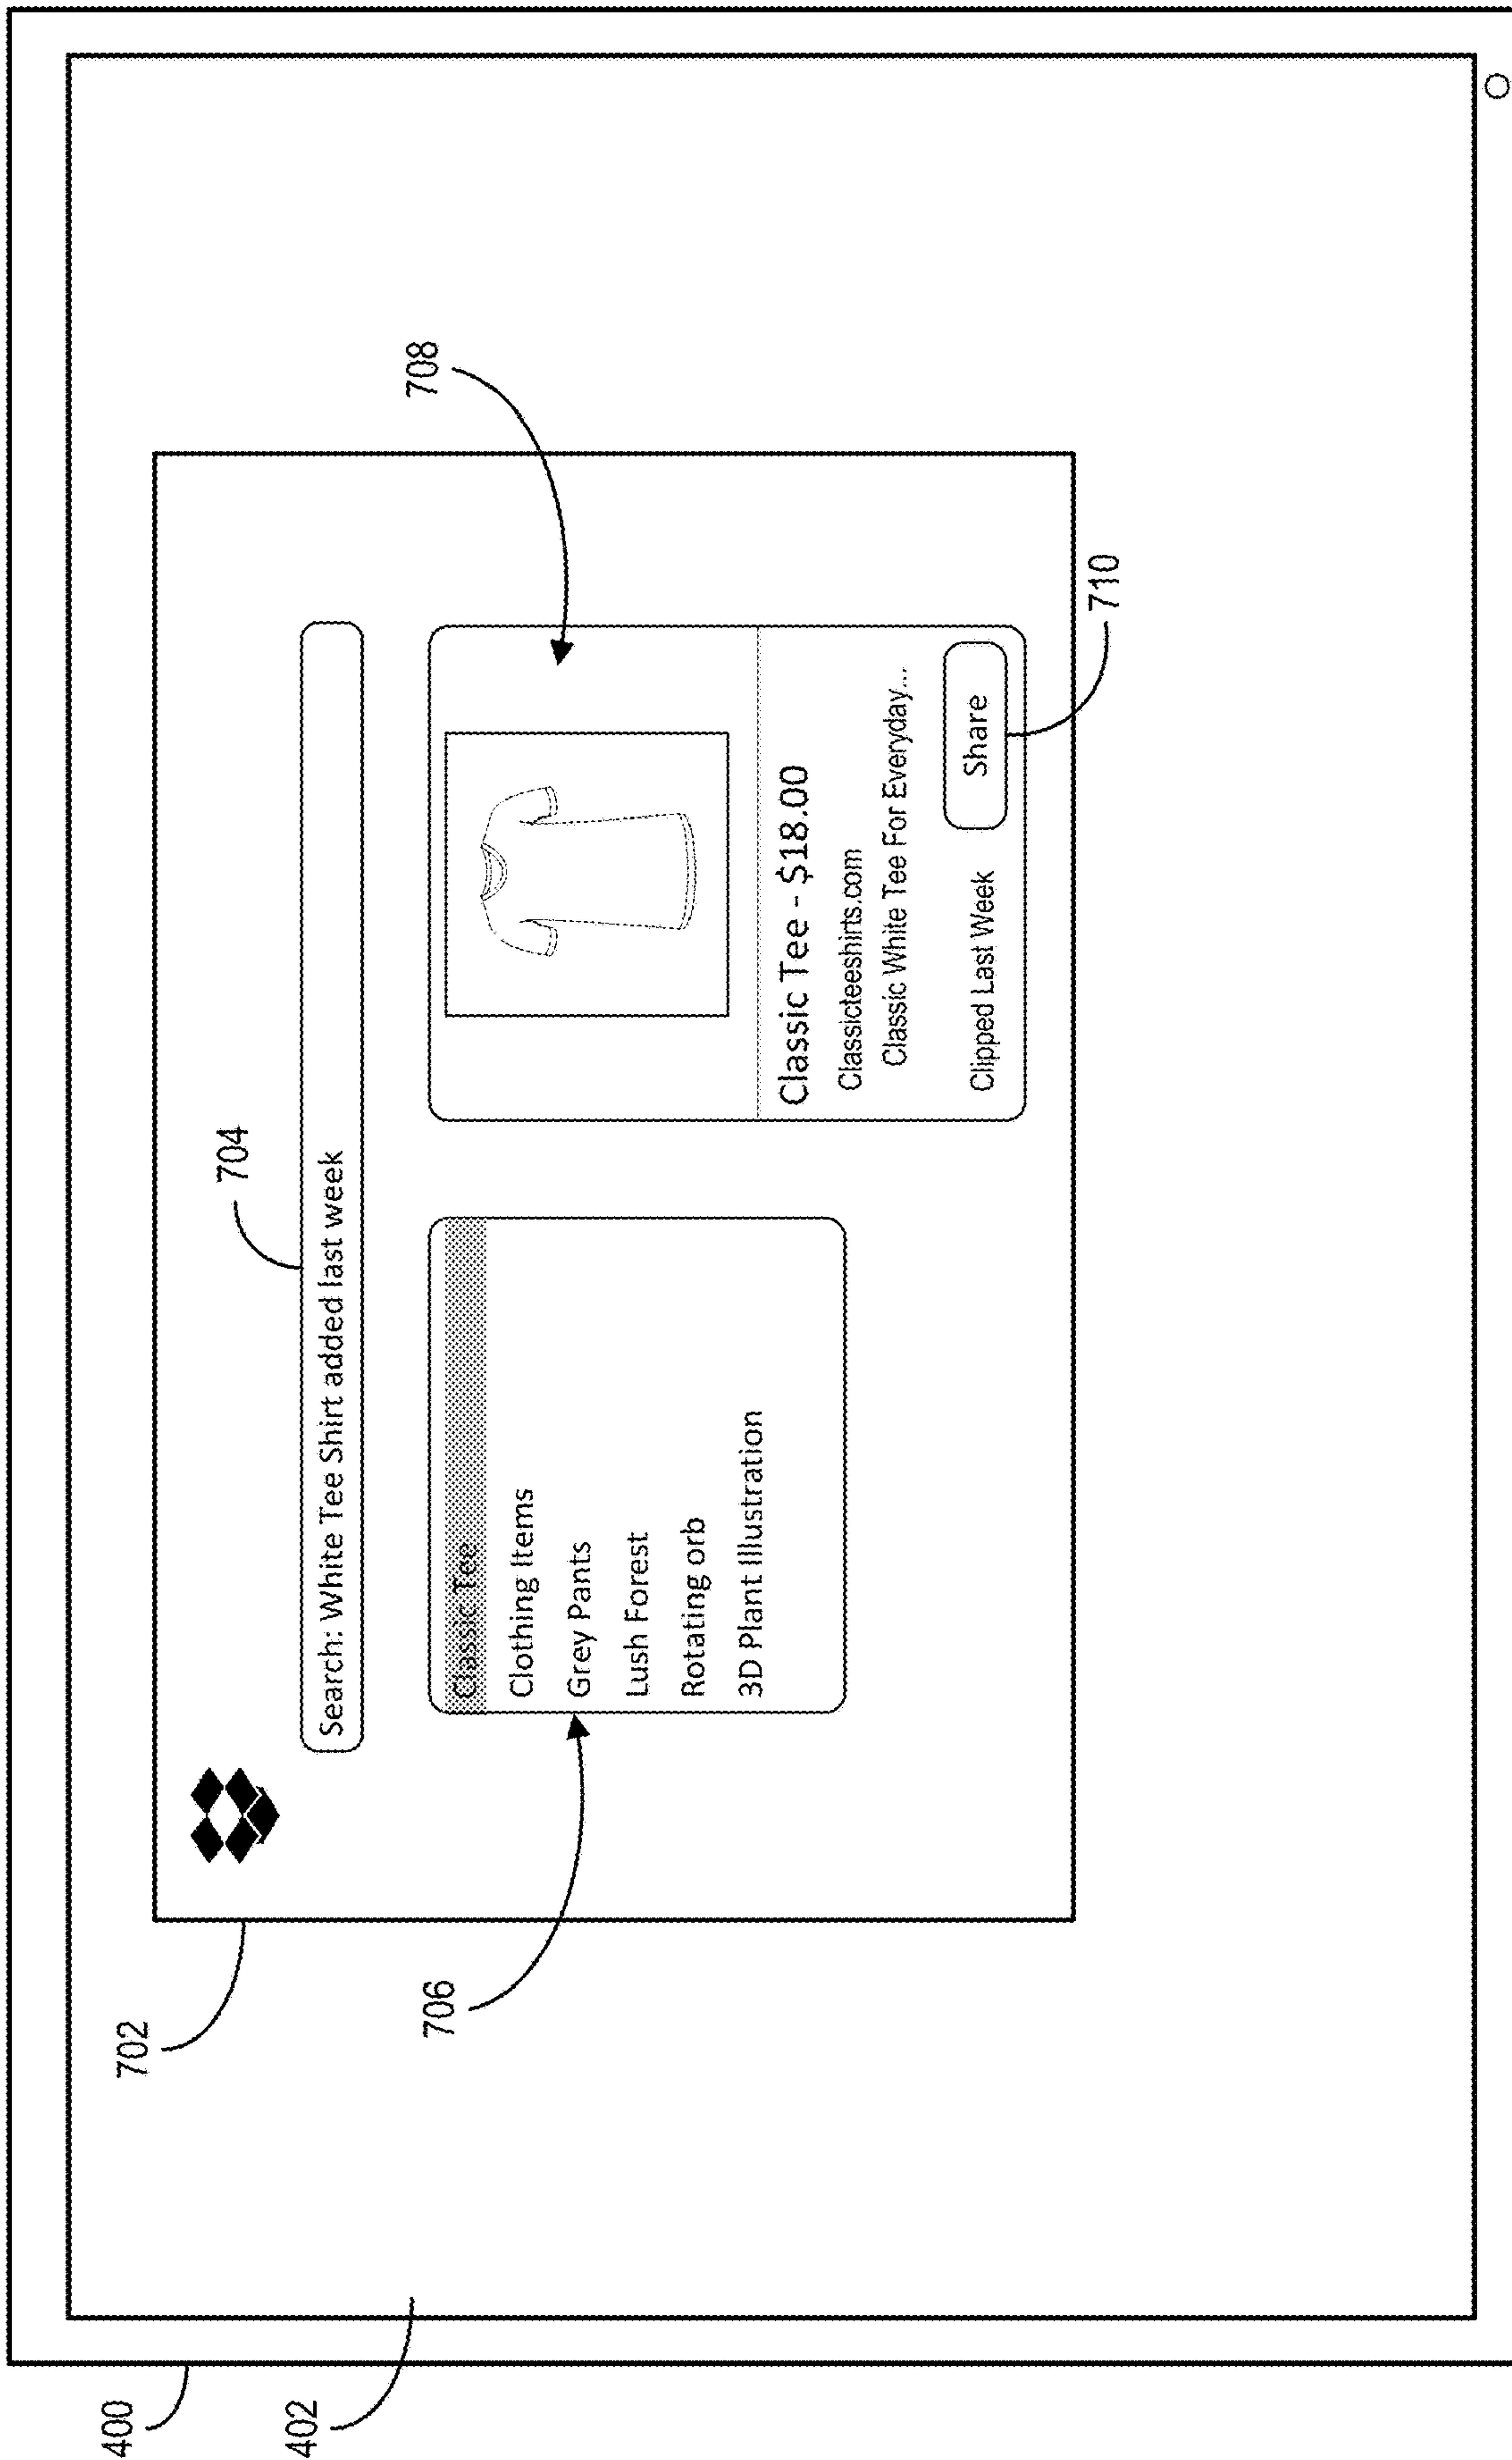 400
402
702
704
Search: White Tee Shirt added last week
706
Classic Tee
Clothing Items
Grey Pants
Lush Forest
Rotating orb
3D Plant Illustration
708
Classic Tee - $18.00
Classicteeshirts.com
Classic White Tee For Everyday...
Clipped Last Week
Share
710